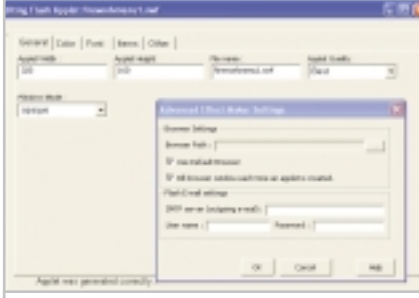 General Color Font Items Other
Applet Width Applet Height File name: Applet Quality
Window Mode
Advanced Effect Maker Settings
Browser Settings
Browser Path :
Use Default Browser
Kill browser window each time an applet is created.
Flash E-mail settings
SMTP server (outgoing e-mail) :
User name : Password :
OK Cancel Help
Applet was generated correctly